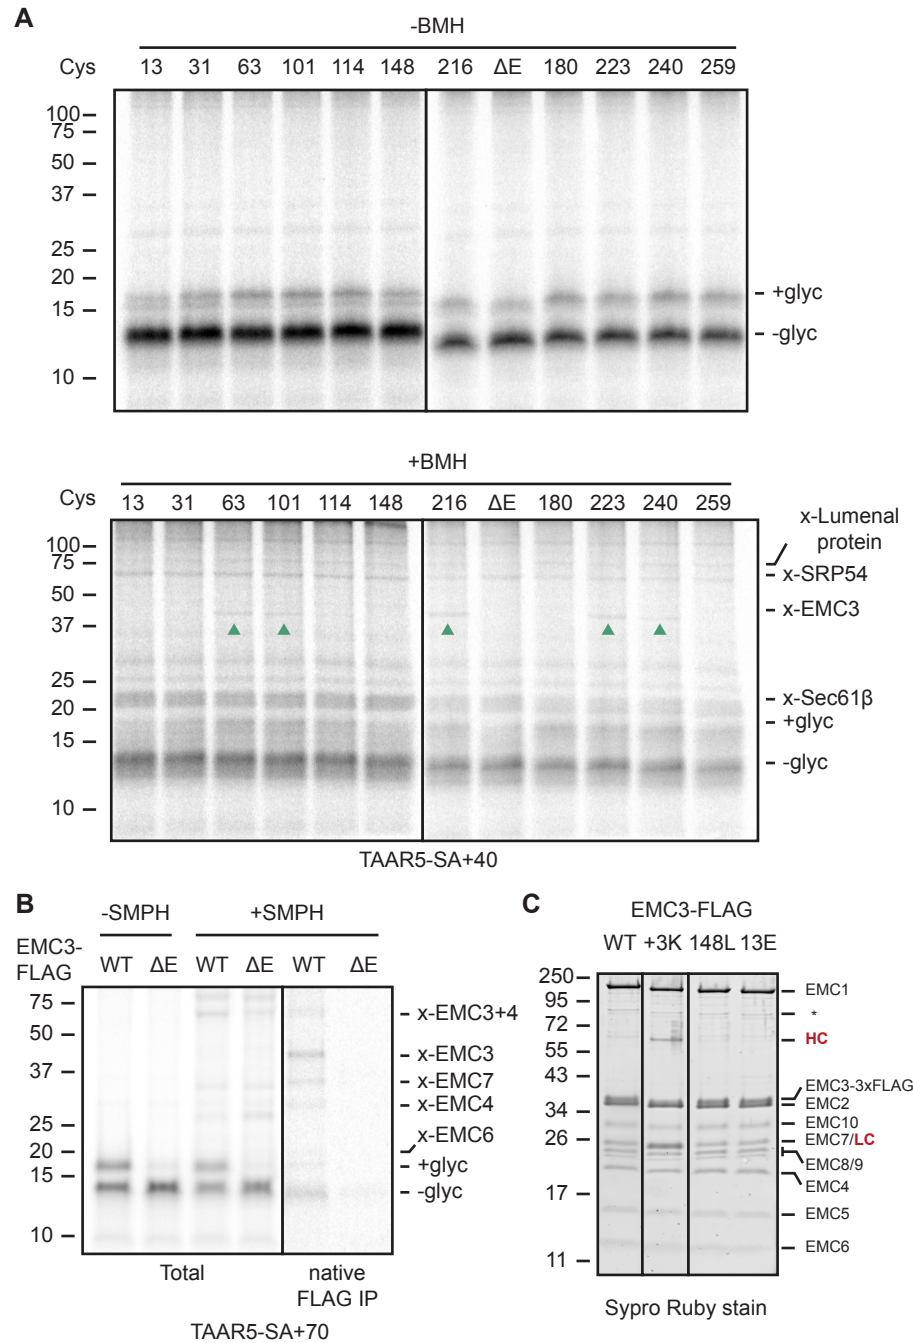 A
-BMH
Cys 13 31 63 101 114 148 216 ΔE 180 223 240 259
100
75
50
37
25
20
15
10
+glyc
-glyc
+BMH
Cys 13 31 63 101 114 148 216 ΔE 180 223 240 259
100
75
50
37
25
20
15
10
x-Lumenal
protein
x-SRP54
x-EMC3
x-Sec61β
+glyc
-glyc
TAAR5-SA+40
B
-SMPH +SMPH
EMC3-
FLAG WT ΔE WT ΔE WT ΔE
75
50
37
25
20
15
10
x-EMC3+4
x-EMC3
x-EMC7
x-EMC4
x-EMC6
+glyc
-glyc
Total native
FLAG IP
TAAR5-SA+70
C
EMC3-FLAG
WT +3K 148L 13E
250
95
72
55
43
34
26
17
11
EMC1
*
HC
EMC3-3xFLAG
EMC2
EMC10
EMC7/LC
EMC8/9
EMC4
EMC5
EMC6
Sypro Ruby stain